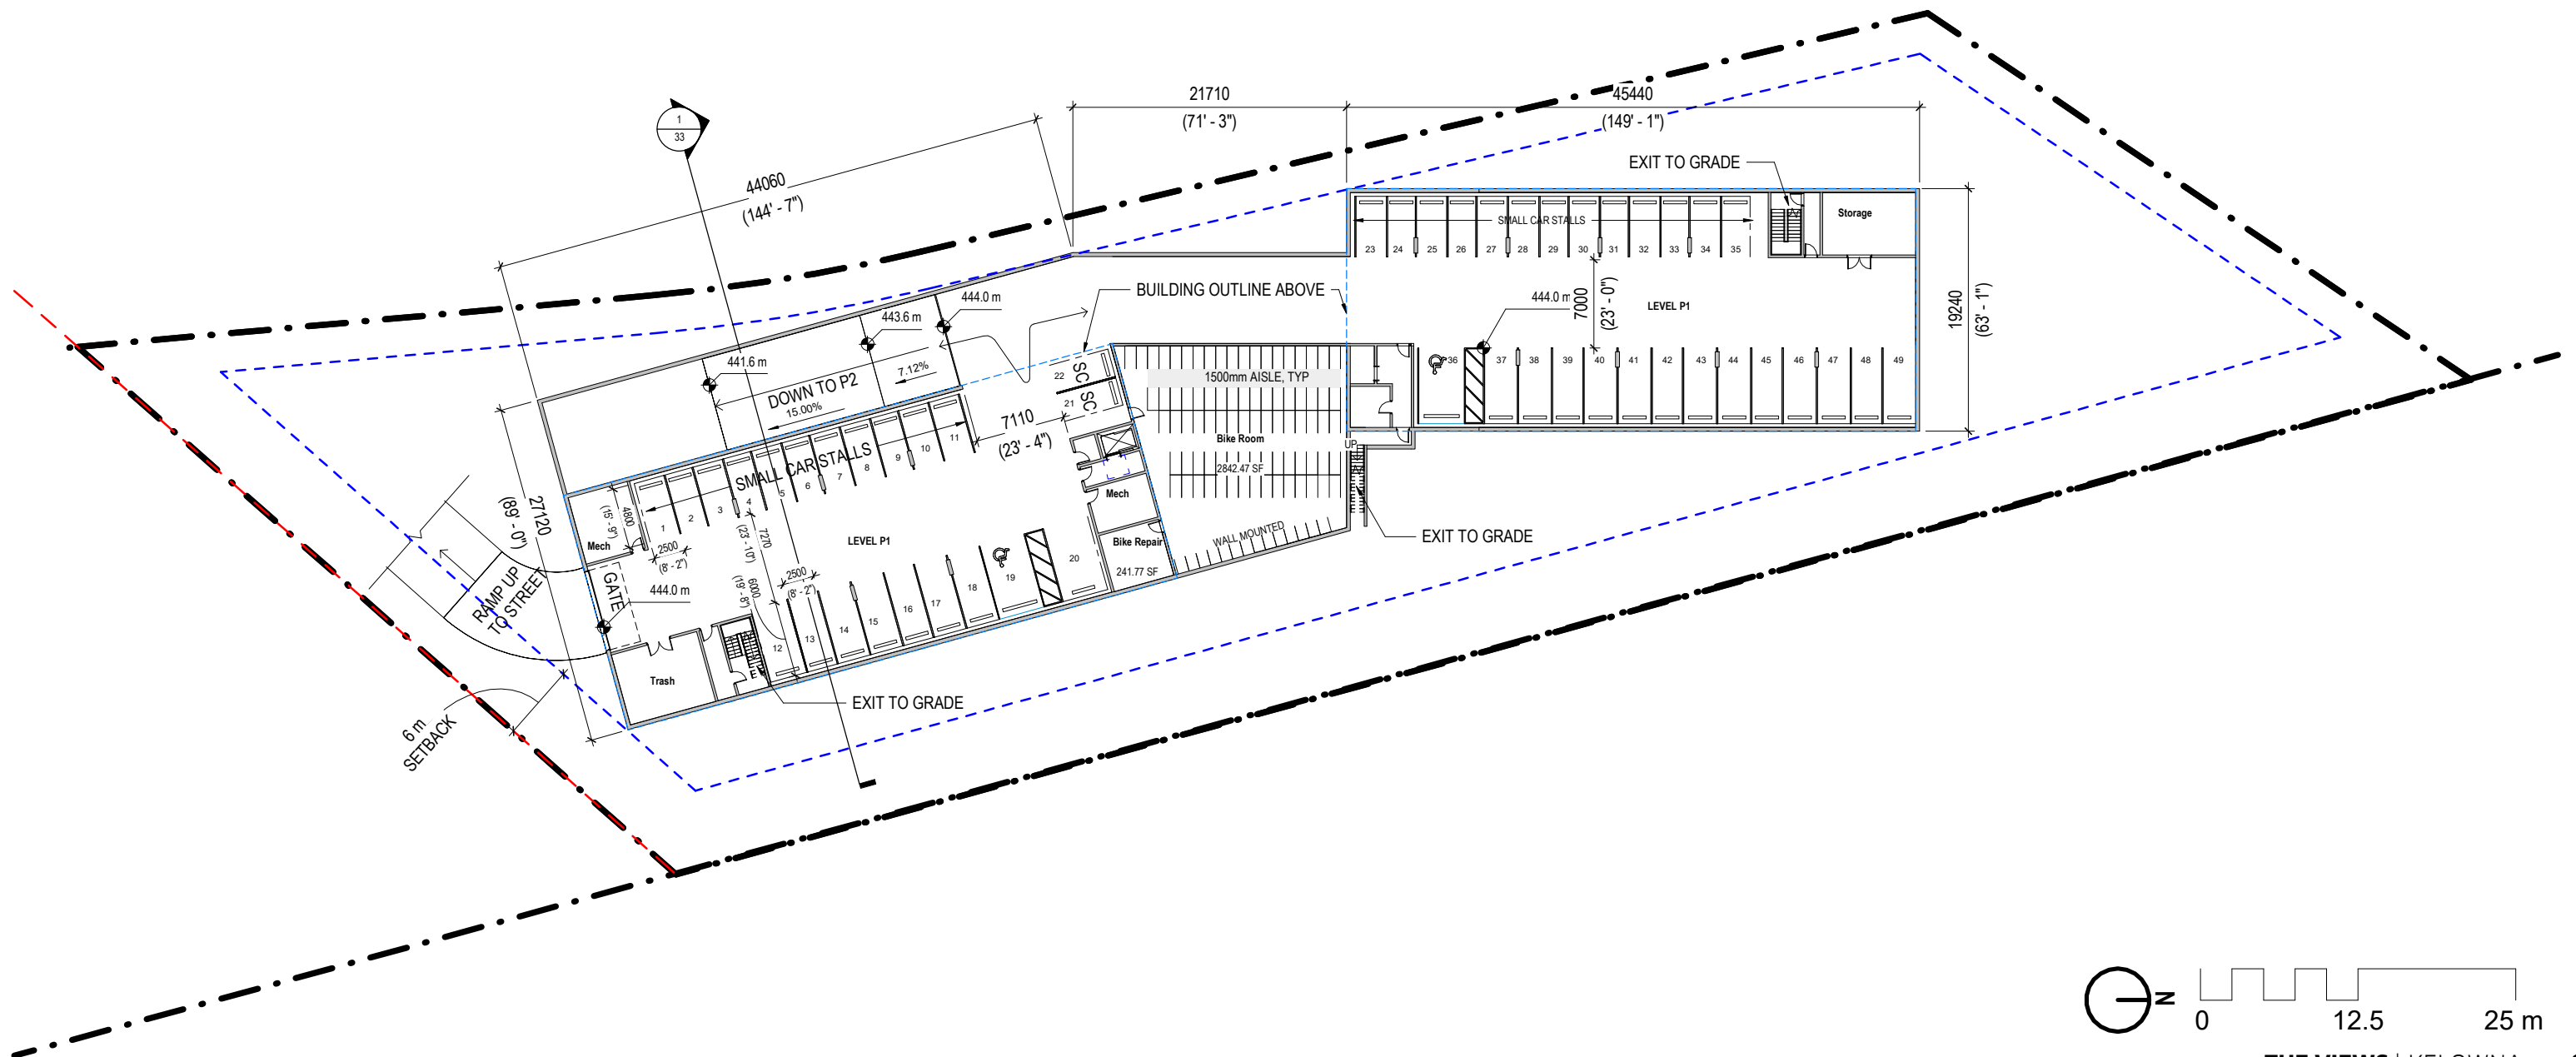 21710
(71' - 3")
45440
(149' - 1")
1
33
44060
(144' - 7")
EXIT TO GRADE
Storage
SMALL CAR STALLS
23 24 25 26 27 28 29 30 31 32 33 34 35
BUILDING OUTLINE ABOVE
444.0 m
443.6 m
441.6 m
444.0 m
7000
(23' - 0")
LEVEL P1
19240
(63' - 1")
DOWN TO P2
15.00%
7.12%
22
SC
21
SC
1500mm AISLE, TYP
36 37 38 39 40 41 42 43 44 45 46 47 48 49
7110
(23' - 4")
SMALL CAR STALLS
1 2 3 4 5 6 7 8 9 10 11
Bike Room
2842.47 SF
UP
27120
(89' - 0")
4800
(15' - 9")
Mech
2500
(8' - 2")
7270
(23' - 10")
LEVEL P1
Mech
Bike Repair
241.77 SF
WALL MOUNTED
EXIT TO GRADE
RAMP UP
TO STREET
GATE
444.0 m
6000
(19' - 8")
2500
(8' - 2")
12 13 14 15 16 17 18 19 20
Trash
E
EXIT TO GRADE
6 m
SETBACK
N
0 12.5 25 m
THE VIEWS | KELOWNA